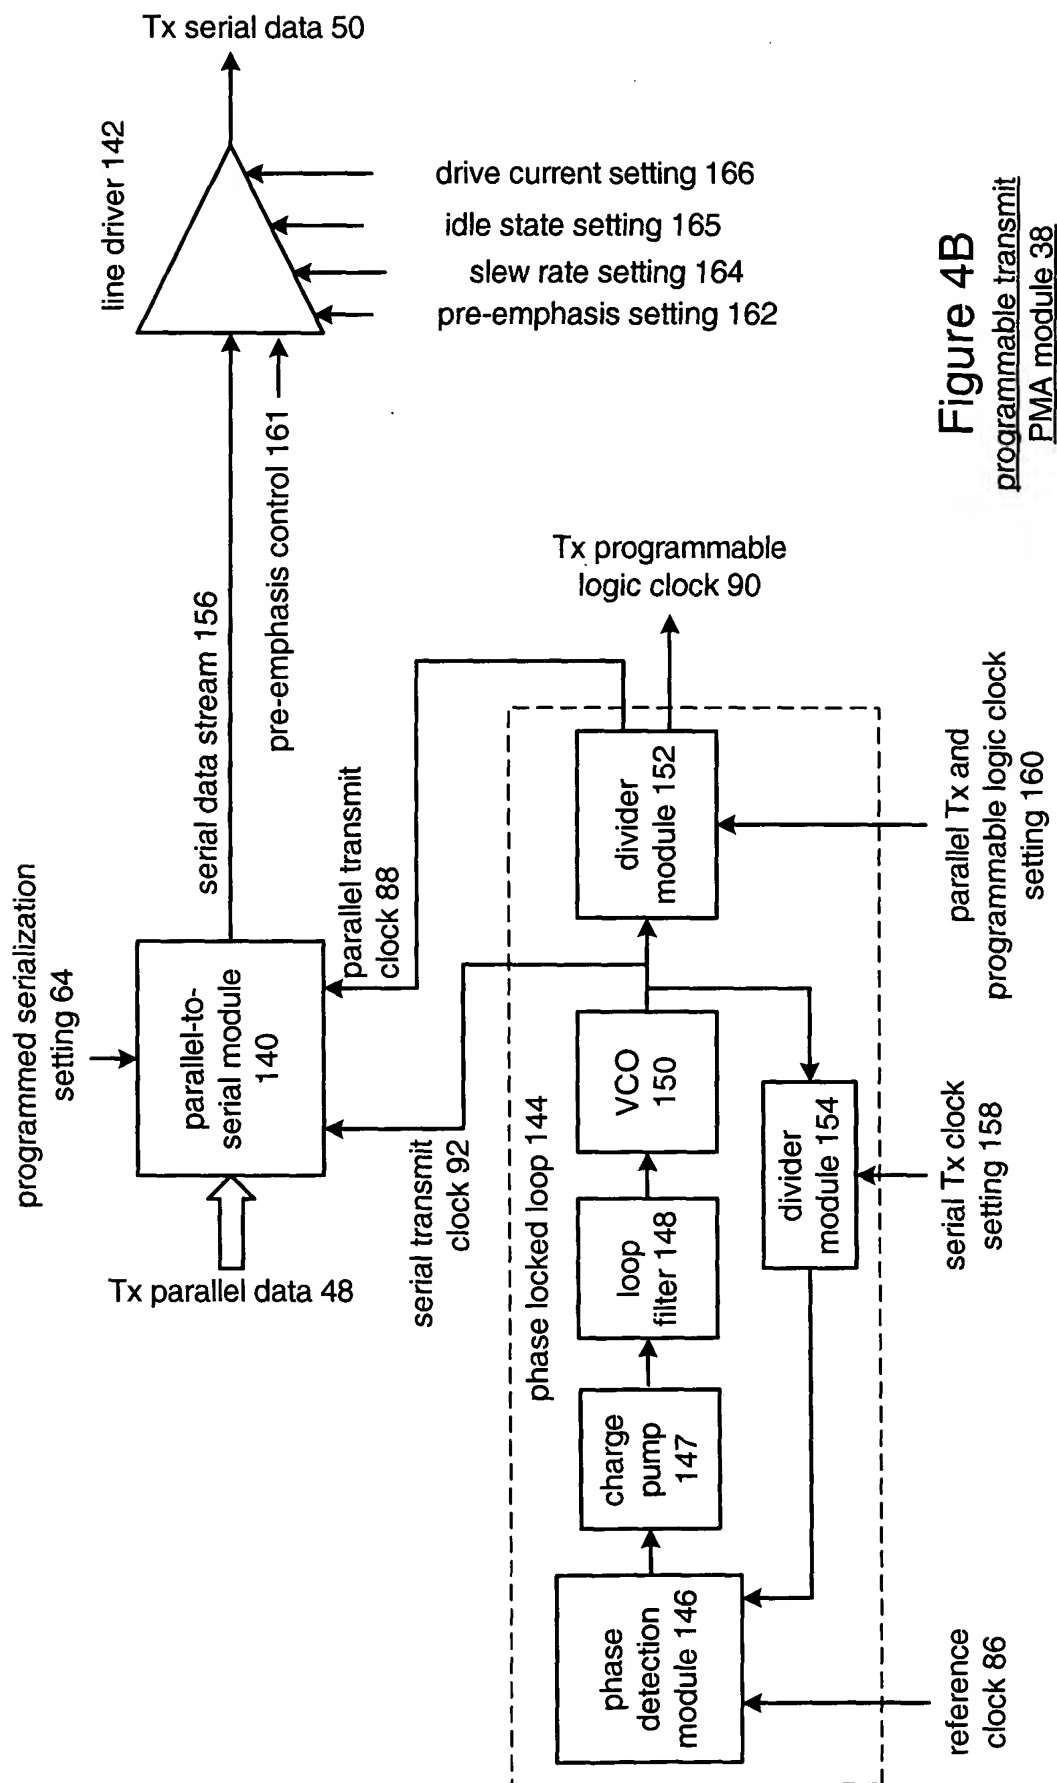 Tx serial data 50
line driver 142
drive current setting 166
idle state setting 165
slew rate setting 164
pre-emphasis setting 162
serial data stream 156
pre-emphasis control 161
programmed serialization
setting 64
parallel-to-
serial module
140
Tx parallel data 48
parallel transmit
clock 88
serial transmit
clock 92
Tx programmable
logic clock 90
phase locked loop 144
divider
module 152
VCO
150
loop
filter 148
charge
pump
147
phase
detection
module 146
divider
module 154
parallel Tx and
programmable logic clock
setting 160
serial Tx clock
setting 158
reference
clock 86
Figure 4B
programmable transmit
PMA module 38